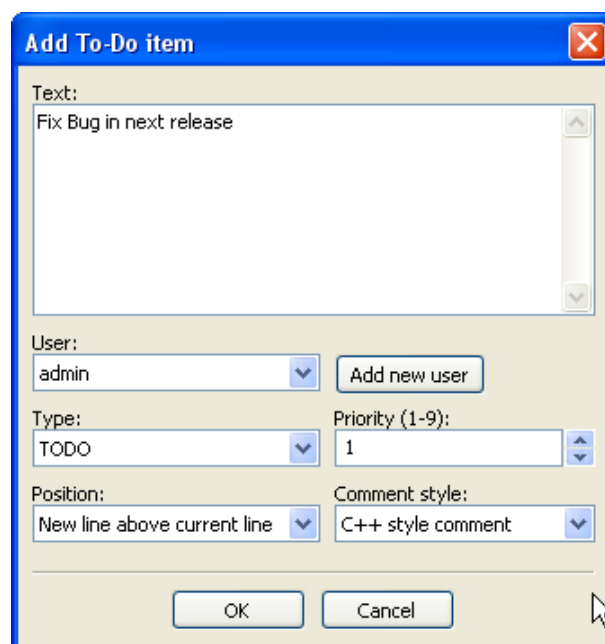 Add To-Do item
Text:
Fix Bug in next release
User:
admin
Add new user
Type:
Priority (1-9):
TODO
1
Position:
Comment style:
New line above current line
C++ style comment
OK
Cancel